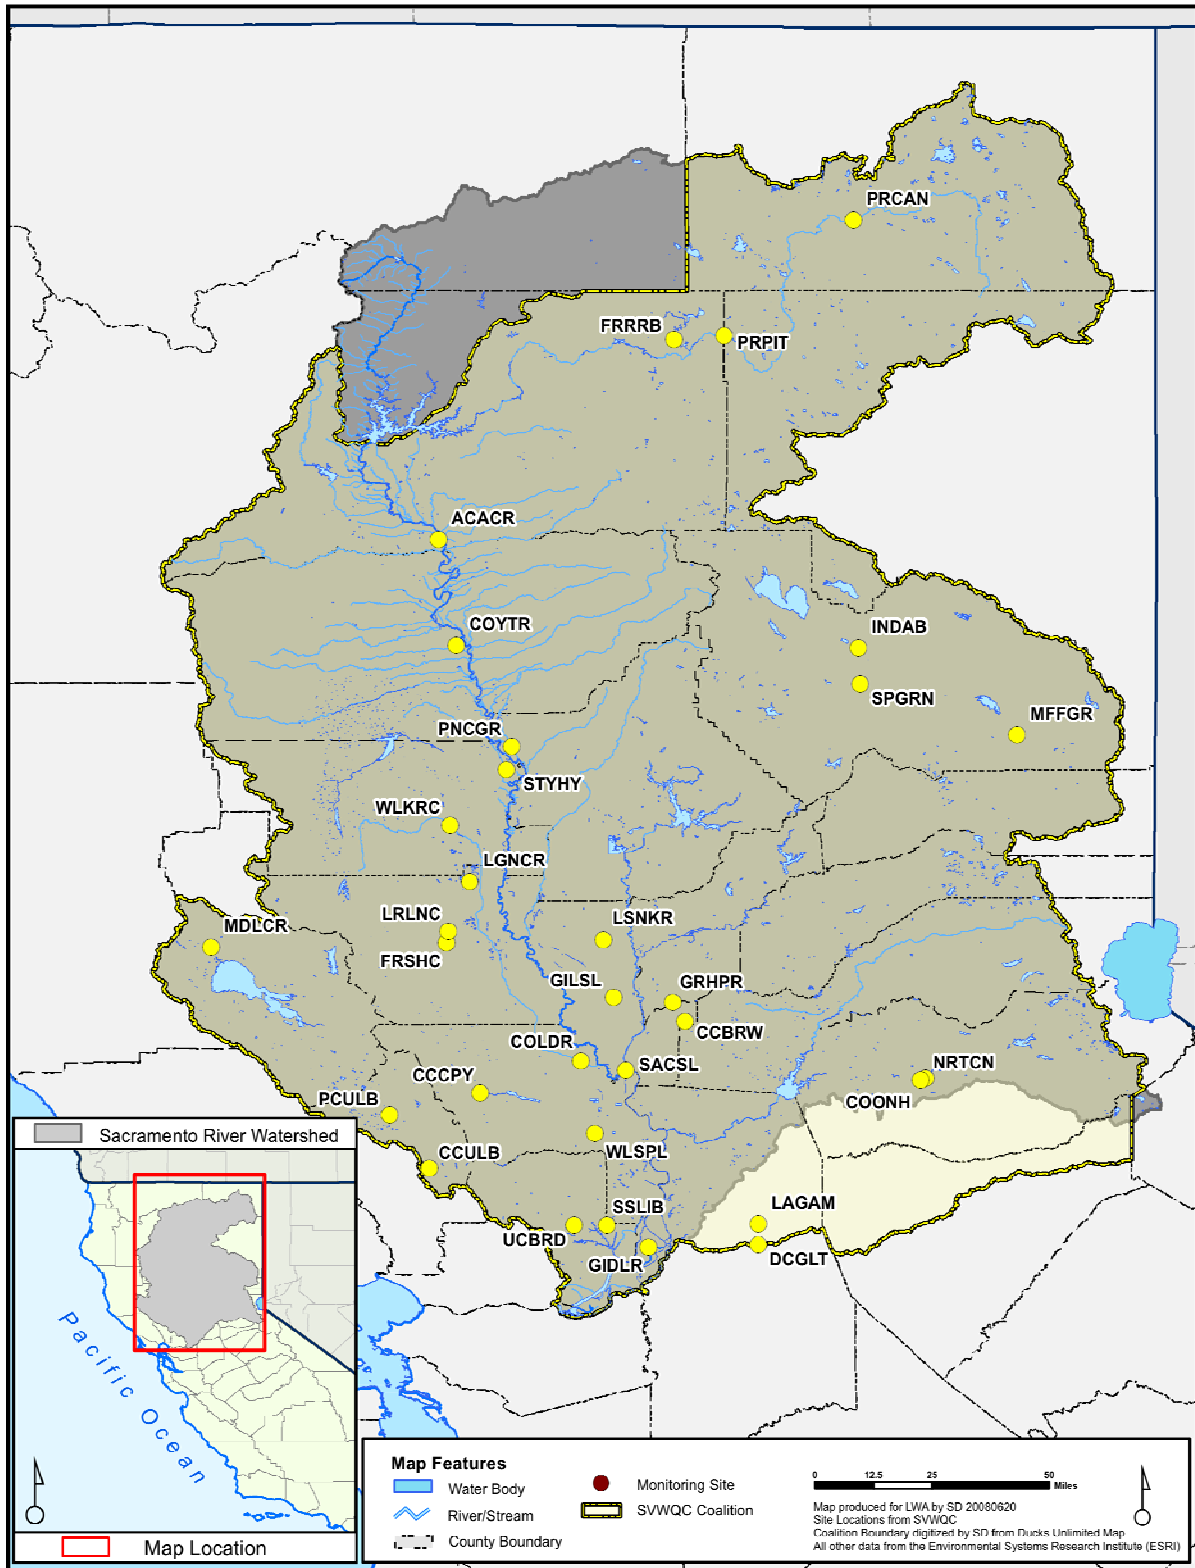 PRCAN
FRRRB
PRPIT
ACACR
COYTR
INDAB
SPGRN
MFFGR
PNCGR
STYHY
WLKRC
LGNCR
LRLNC
LSNKR
MDLCR
FRSHC
GILSL
GRHPR
CCBRW
COLDR
SACSL
NRTCN
CCCPY
COONH
PCULB
WLSPL
CCULB
SSLIB
LAGAM
UCBRD
GIDLR
DCGLT
Sacramento River Watershed
Pacific Ocean
Map Location
Map Features
Water Body
River/Stream
County Boundary
Monitoring Site
SVWQC Coalition
0 12.5 25 50
Miles
Map produced for LWA by SD 20080620
Site Locations from SVWQC
Coalition Boundary digitized by SD from Ducks Unlimited Map
All other data from the Environmental Systems Research Institute (ESRI)